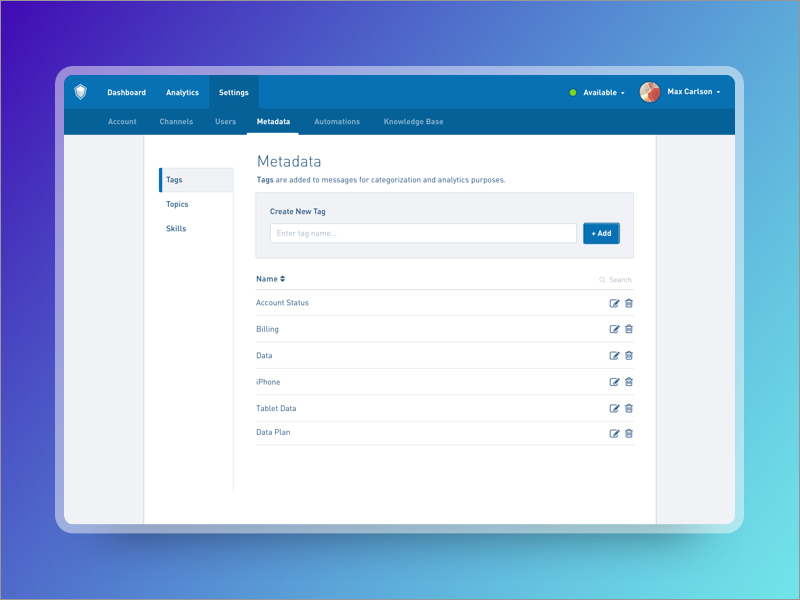 Dashboard Analytics Settings Available Max Carlson
Account Channels Users Metadata Automations Knowledge Base
Tags
Topics
Skills
Metadata
Tags are added to messages for categorization and analytics purposes.
Create New Tag
Enter tag name... + Add
Name Search
Account Status
Billing
Data
iPhone
Tablet Data
Data Plan